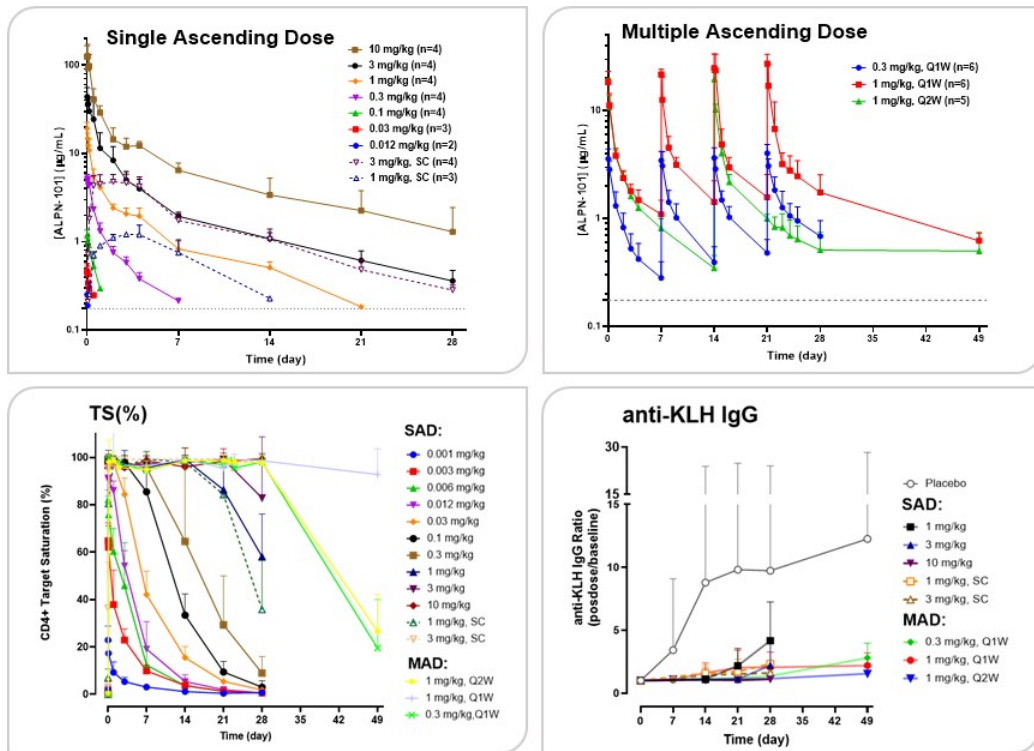 Single Ascending Dose
10 mg/kg (n=4)
3 mg/kg (n=4)
1 mg/kg (n=4)
0.3 mg/kg (n=4)
0.1 mg/kg (n=4)
0.03 mg/kg (n=3)
0.012 mg/kg (n=2)
3 mg/kg, SC (n=4)
1 mg/kg, SC (n=3)
[ALPN-101] (µg/mL)
100
10
1
0.1
0
7
14
21
28
Time (day)
Multiple Ascending Dose
0.3 mg/kg, Q1W (n=6)
1 mg/kg, Q1W (n=6)
1 mg/kg, Q2W (n=5)
[ALPN-101] (µg/mL)
10
1
0.1
0
7
14
21
28
35
42
49
Time (day)
TS(%)
CD4+ Target Saturation (%)
100
80
60
40
20
0
0
7
14
21
28
35
42
49
Time (day)
SAD:
0.001 mg/kg
0.003 mg/kg
0.006 mg/kg
0.012 mg/kg
0.03 mg/kg
0.1 mg/kg
0.3 mg/kg
1 mg/kg
3 mg/kg
10 mg/kg
1 mg/kg, SC
3 mg/kg, SC
MAD:
1 mg/kg, Q2W
1 mg/kg, Q1W
0.3 mg/kg,Q1W
anti-KLH IgG
anti-KLH IgG Ratio
(posdose/baseline)
30
15
10
5
0
0
7
14
21
28
35
42
49
Time (day)
Placebo
SAD:
1 mg/kg
3 mg/kg
10 mg/kg
1 mg/kg, SC
3 mg/kg, SC
MAD:
0.3 mg/kg, Q1W
1 mg/kg, Q1W
1 mg/kg, Q2W